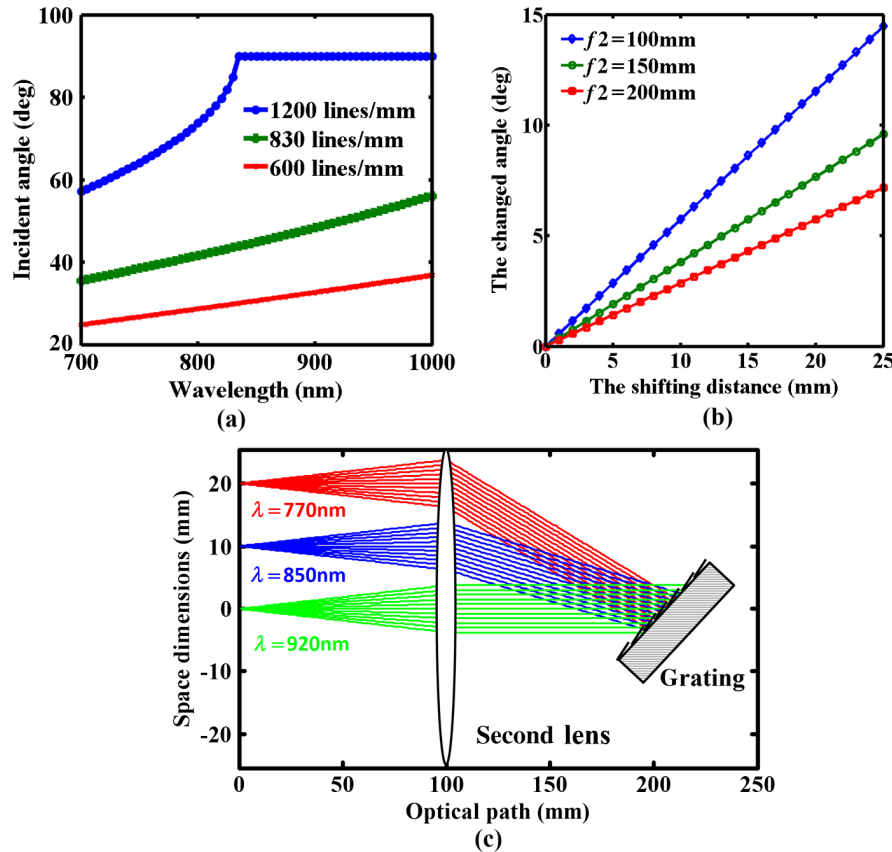 100
90
80
60
40
20
700
800
900
1000
Incident angle (deg)
Wavelength (nm)
1200 lines/mm
830 lines/mm
600 lines/mm
(a)
15
10
5
0
0
5
10
15
20
25
The changed angle (deg)
The shifting distance (mm)
f2=100mm
f2=150mm
f2=200mm
(b)
20
10
0
-10
-20
0
50
100
150
200
250
Space dimensions (mm)
Optical path (mm)
λ=770nm
λ=850nm
λ=920nm
Grating
Second lens
(c)